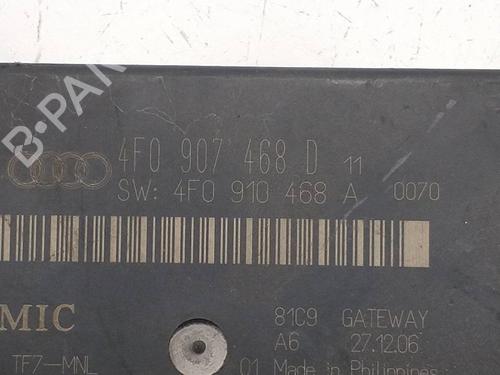 B-PARTS
4F0 907 468 D 11
SW: 4F0 910 468 A 0070
MIC
81C9 GATEWAY
A6 27.12.06
TF7-MNL
01 Made in Philippines